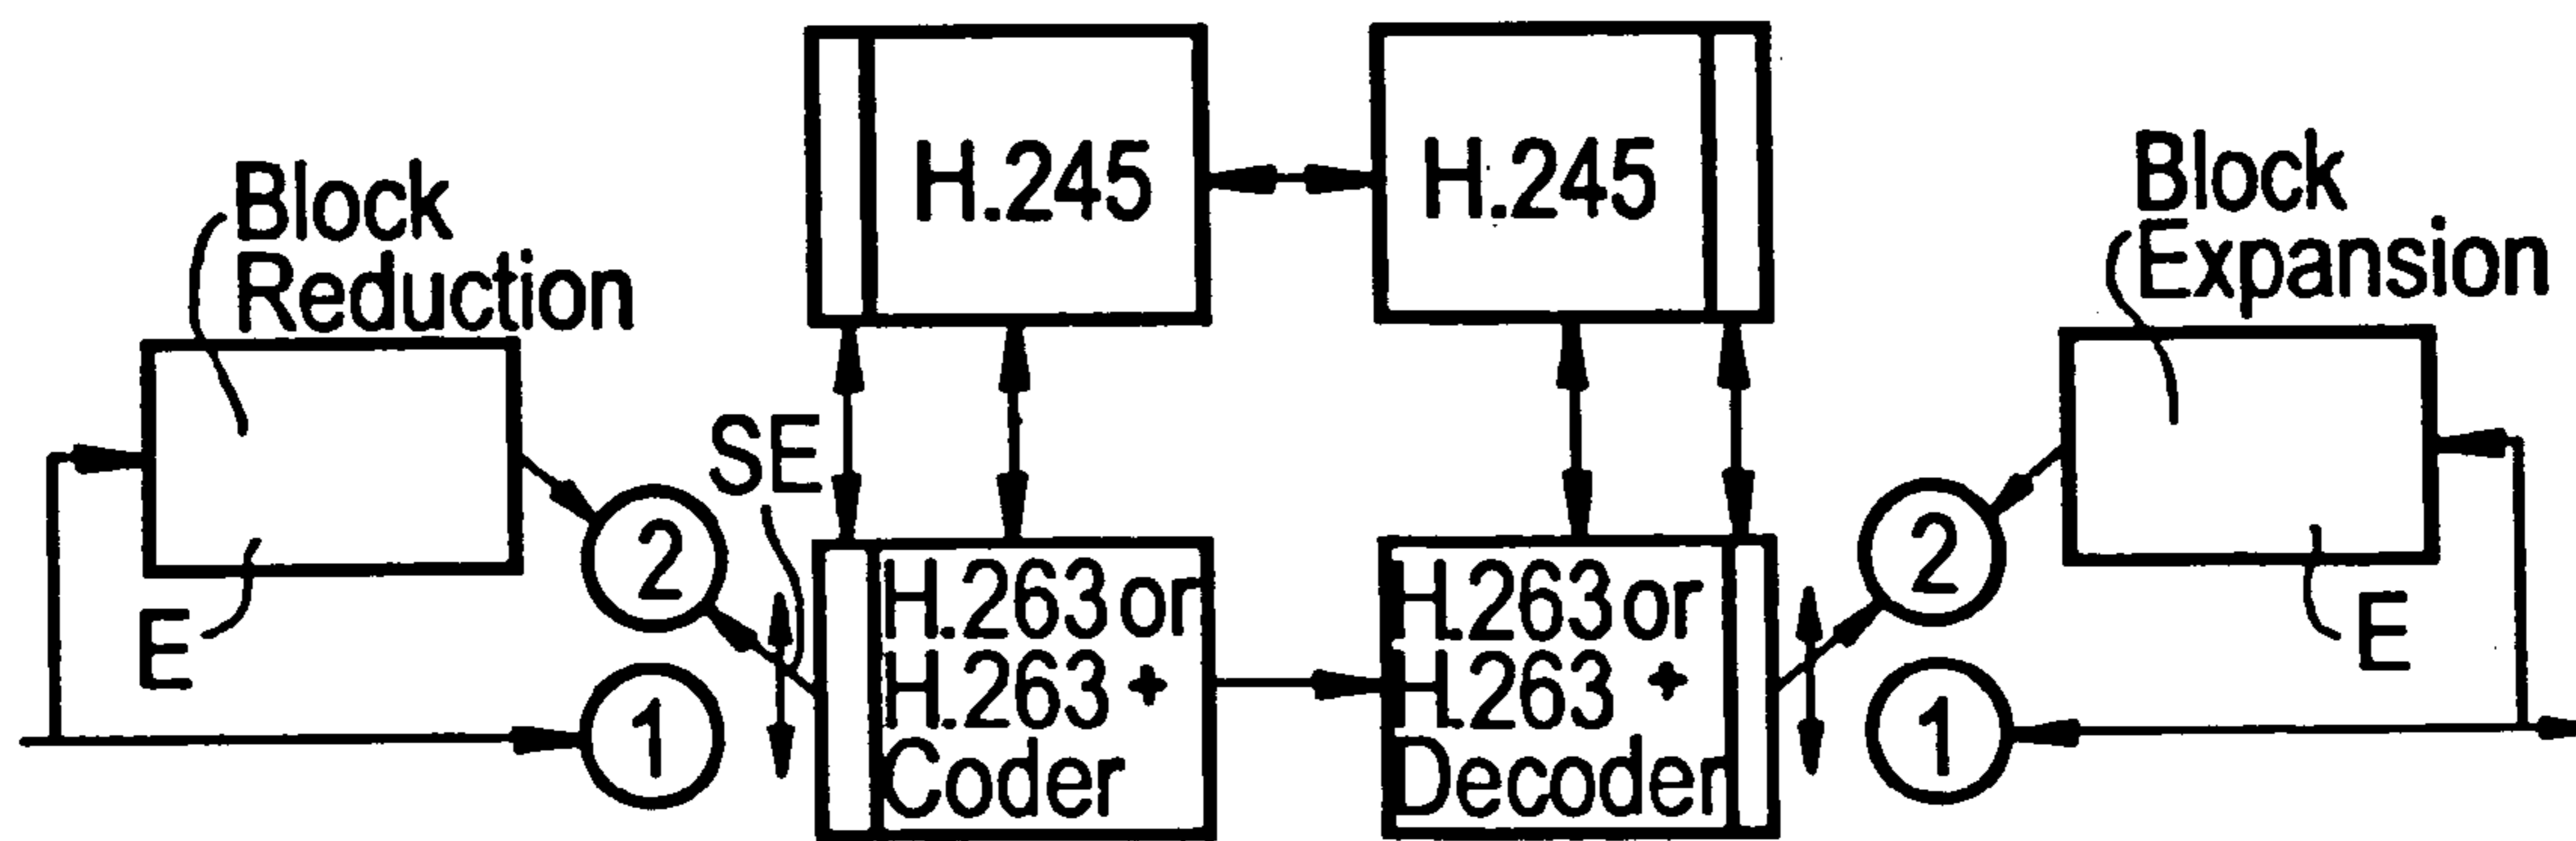 Block
Reduction
H.245
H.245
Block
Expansion
SE
2
2
E
E
H.263 or
H.263 +
Coder
H.263 or
H.263 +
Decoder
1
1